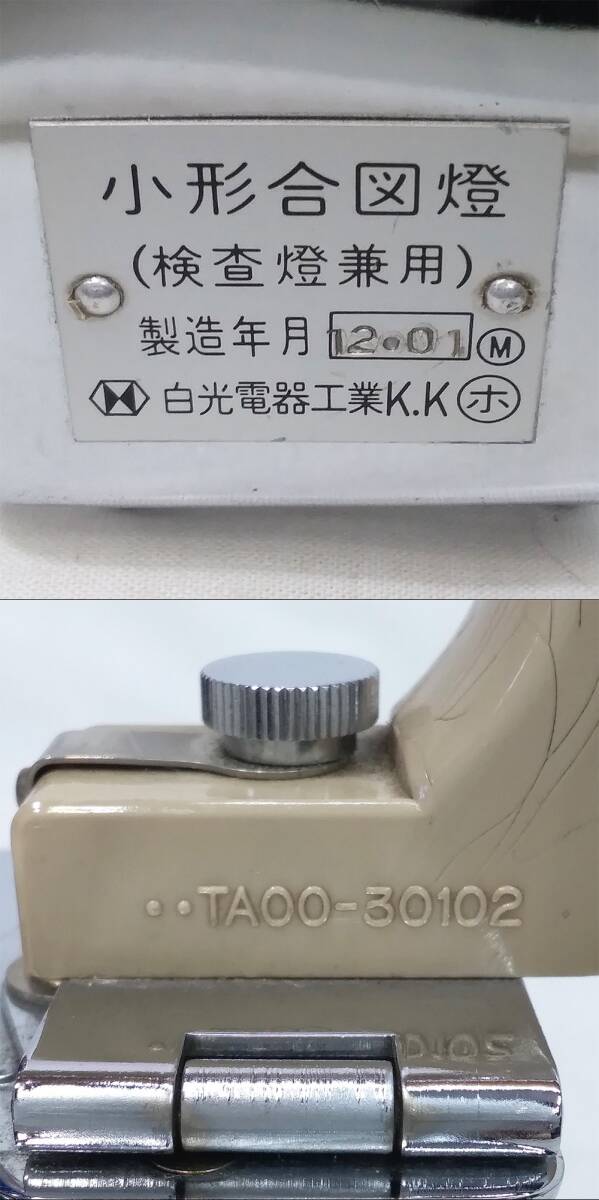 小形合図燈
(検査燈兼用)
製造年月 12•01 Ⓜ
白光電器工業K.K ㋭
••TA00-30102